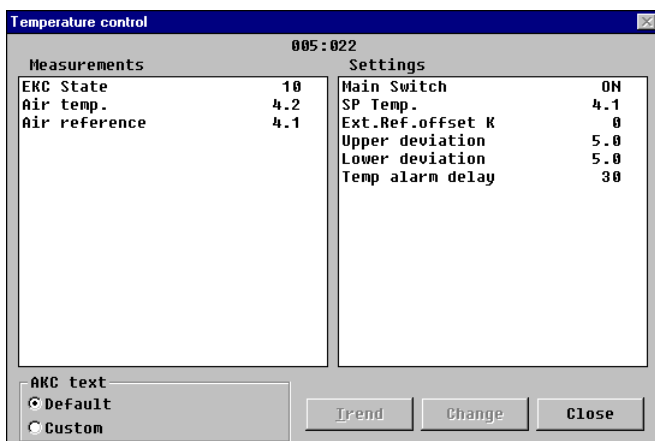 Temperature control
005:022
Measurements
EKC State 10
Air temp. 4.2
Air reference 4.1
Settings
Main Switch ON
SP Temp. 4.1
Ext.Ref.offset K 0
Upper deviation 5.0
Lower deviation 5.0
Temp alarm delay 30
AKC text
Default
Custom
Trend
Change
Close